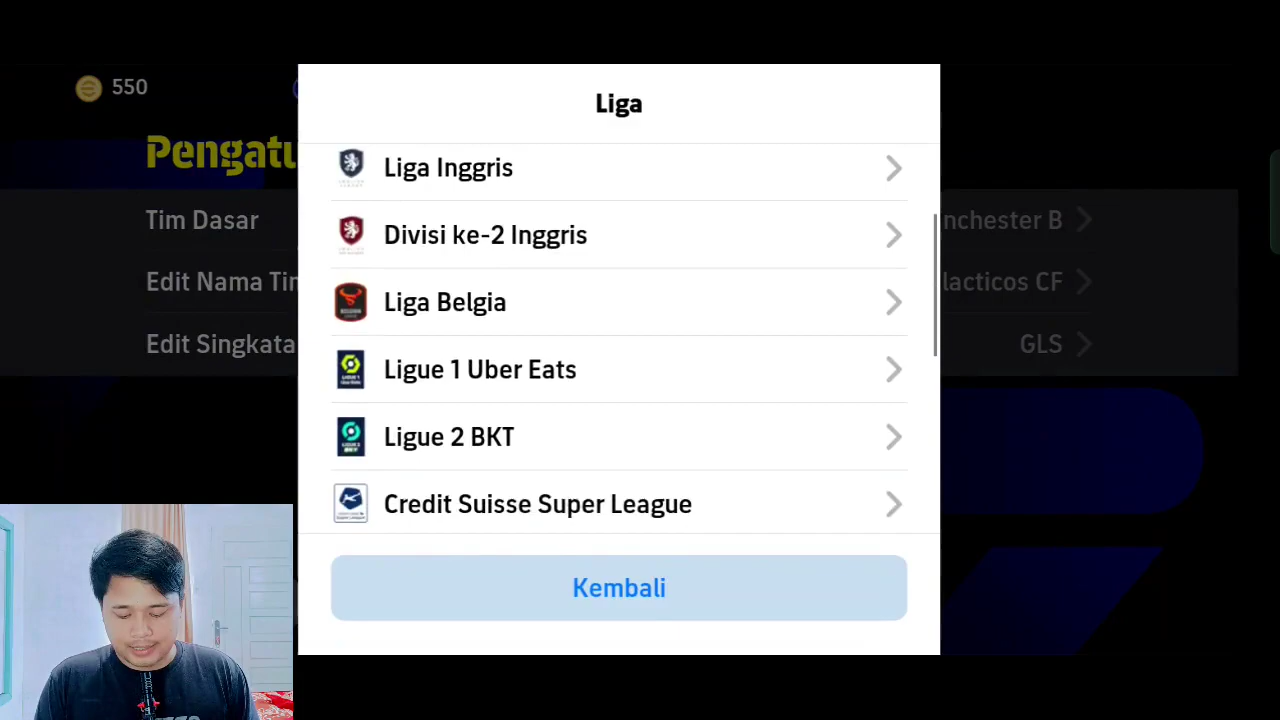 550
Liga
Pengatu
Liga Inggris
Tim Dasar
nchester B
Divisi ke-2 Inggris
Edit Nama Tin
lacticos CF
Liga Belgia
Edit Singkata
GLS
Ligue 1 Uber Eats
Ligue 2 BKT
Credit Suisse Super League
Kembali